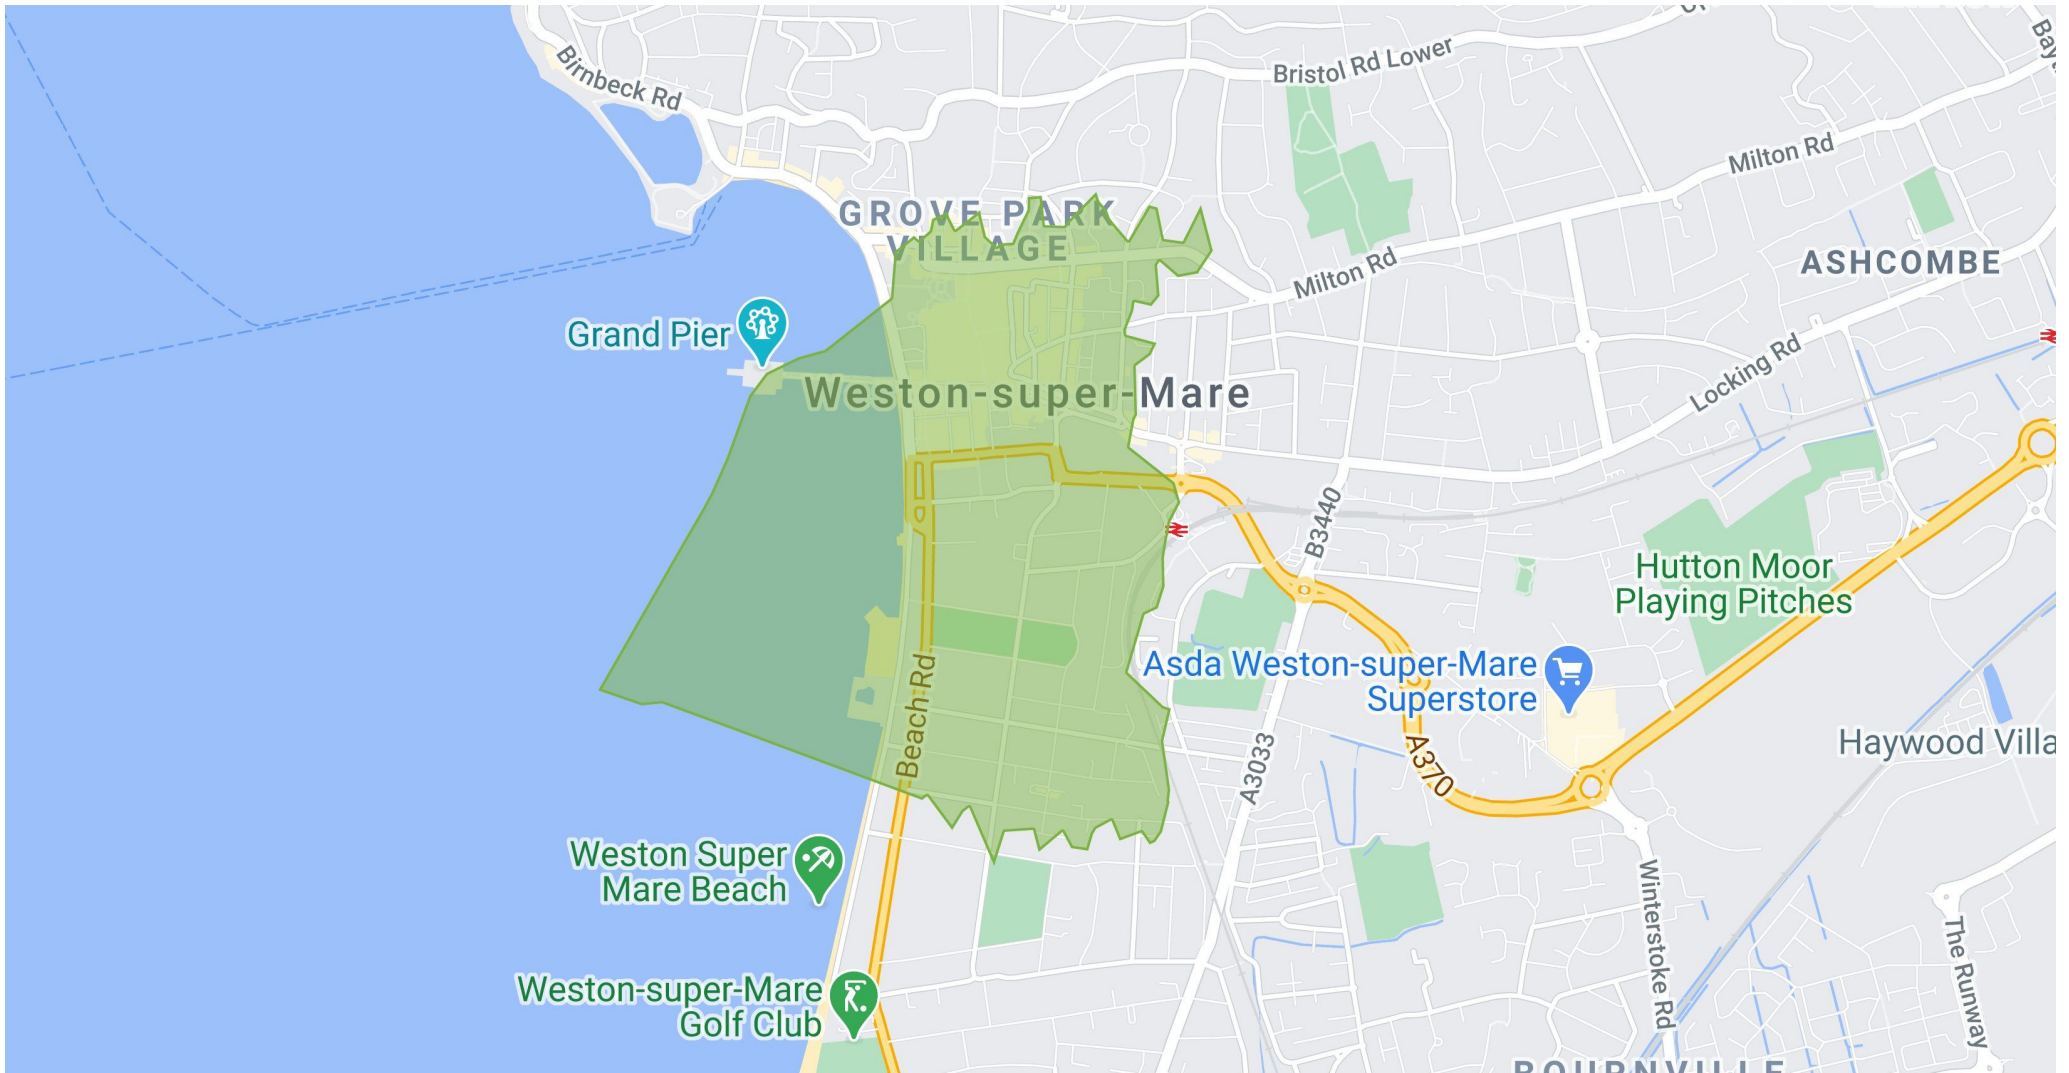 Birnbeck Rd
Bristol Rd Lower
Milton Rd
GROVE PARK
VILLAGE
Milton Rd
ASHCOMBE
Grand Pier
Weston-super-Mare
Locking Rd
B3440
Hutton Moor
Playing Pitches
Asda Weston-super-Mare
Superstore
Beach Rd
A3033
A370
Haywood Villa
Weston Super
Mare Beach
Winterstoke Rd
The Runway
Weston-super-Mare
Golf Club
BOURNVILLE